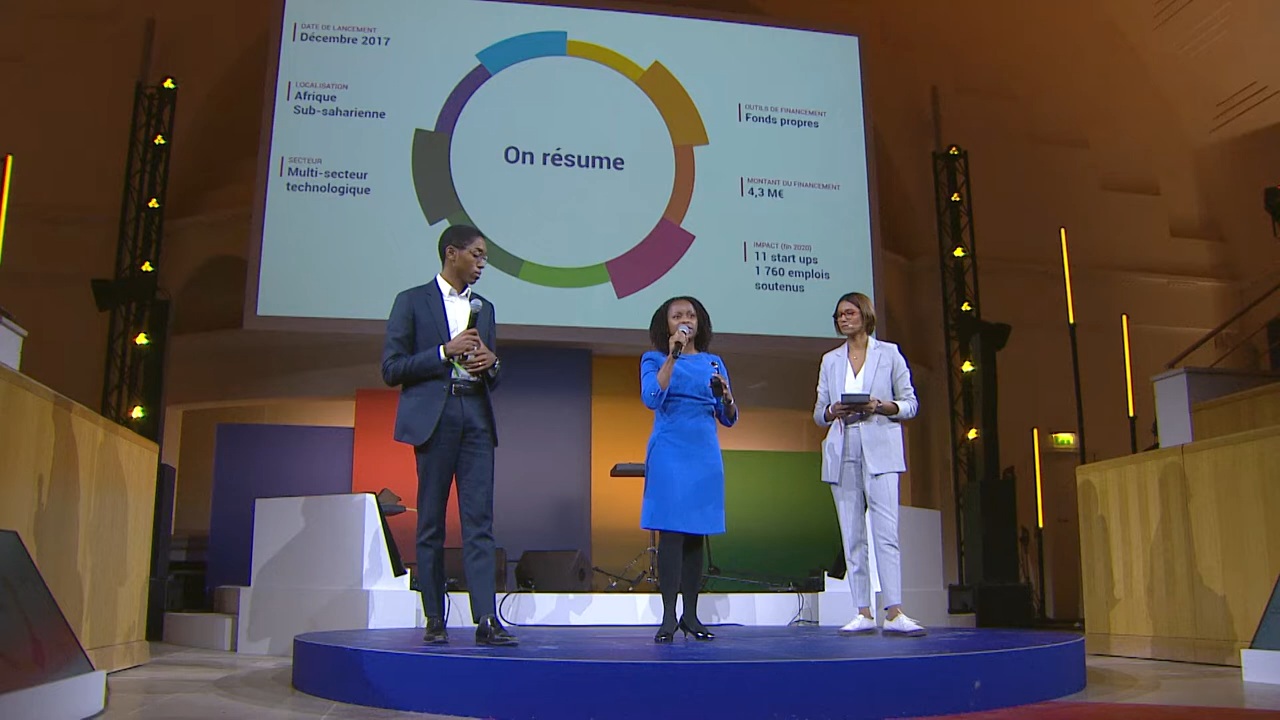 DATE DE LANCEMENT
Décembre 2017
LOCALISATION
Afrique
Sub-saharienne
SECTEUR
Multi-secteur
technologique
On résume
OUTILS DE FINANCEMENT
Fonds propres
MONTANT DU FINANCEMENT
4,3 M€
IMPACT (fin 2020)
11 start ups
1 760 emplois
soutenus